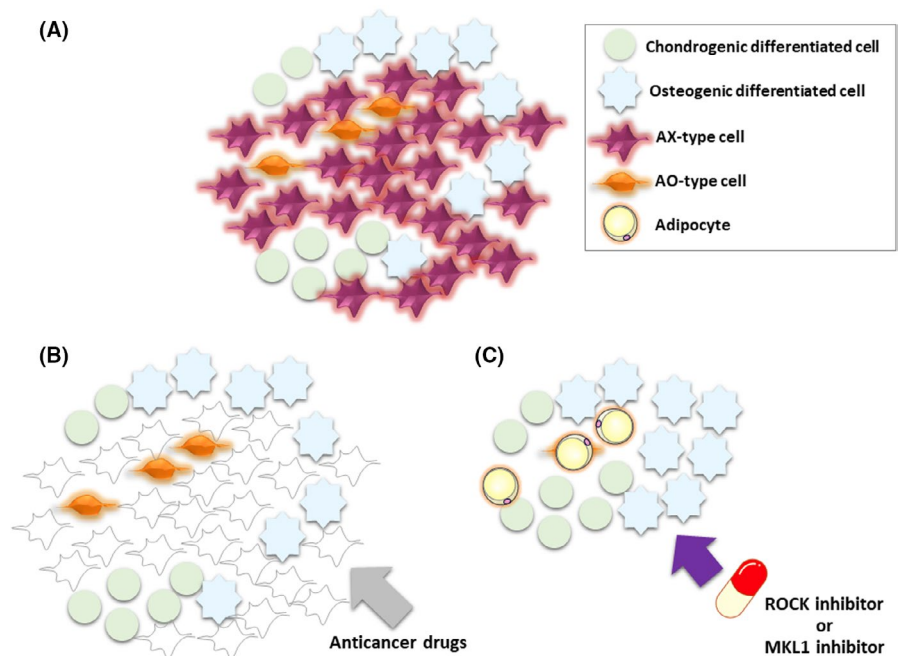 (A)
Chondrogenic differentiated cell
Osteogenic differentiated cell
AX-type cell
AO-type cell
Adipocyte
(B)
Anticancer drugs
(C)
ROCK inhibitor
or
MKL1 inhibitor